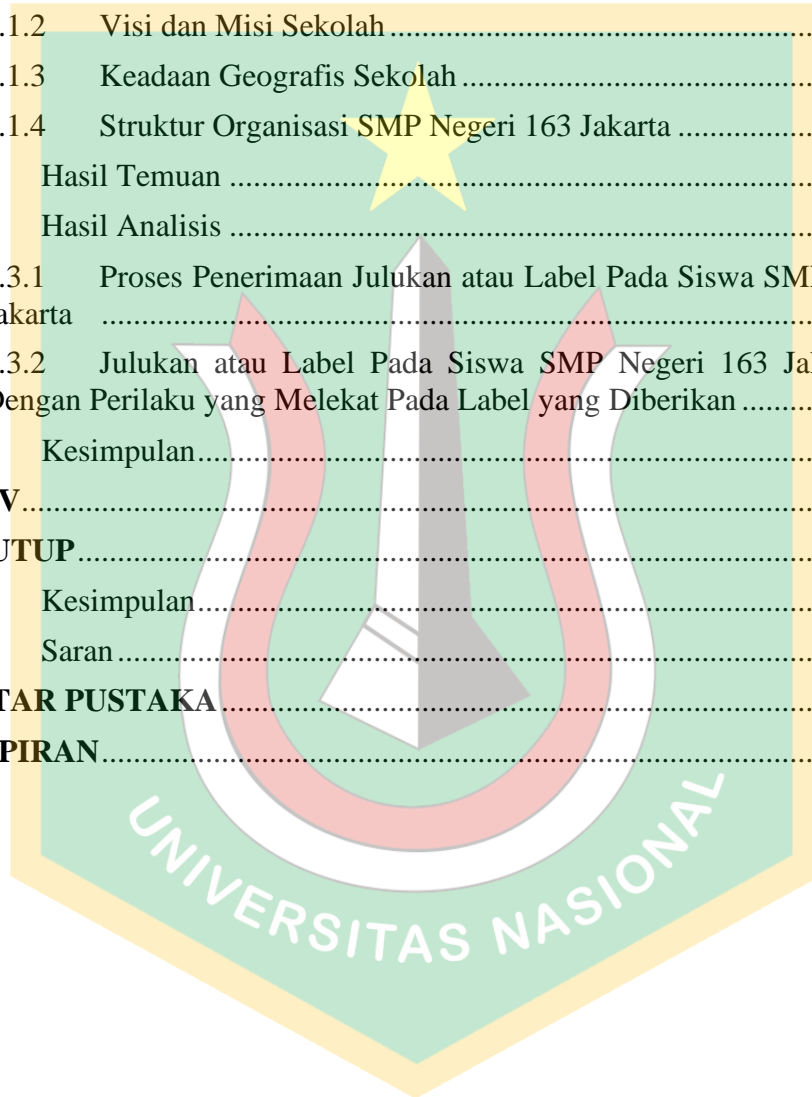 .1.2 Visi dan Misi Sekolah ........................................................................
.1.3 Keadaan Geografis Sekolah ...............................................................
.1.4 Struktur Organisasi SMP Negeri 163 Jakarta ....................................
Hasil Temuan ............................................................................................
Hasil Analisis ............................................................................................
.3.1 Proses Penerimaan Julukan atau Label Pada Siswa SM
akarta ........................................................................................................
.3.2 Julukan atau Label Pada Siswa SMP Negeri 163 Ja
Dengan Perilaku yang Melekat Pada Label yang Diberikan ....................
Kesimpulan ................................................................................................
V ................................................................................................................
UTUP .........................................................................................................
Kesimpulan ................................................................................................
Saran ..........................................................................................................
TAR PUSTAKA ........................................................................................
PIRAN .......................................................................................................
UNIVERSITAS NASIONAL